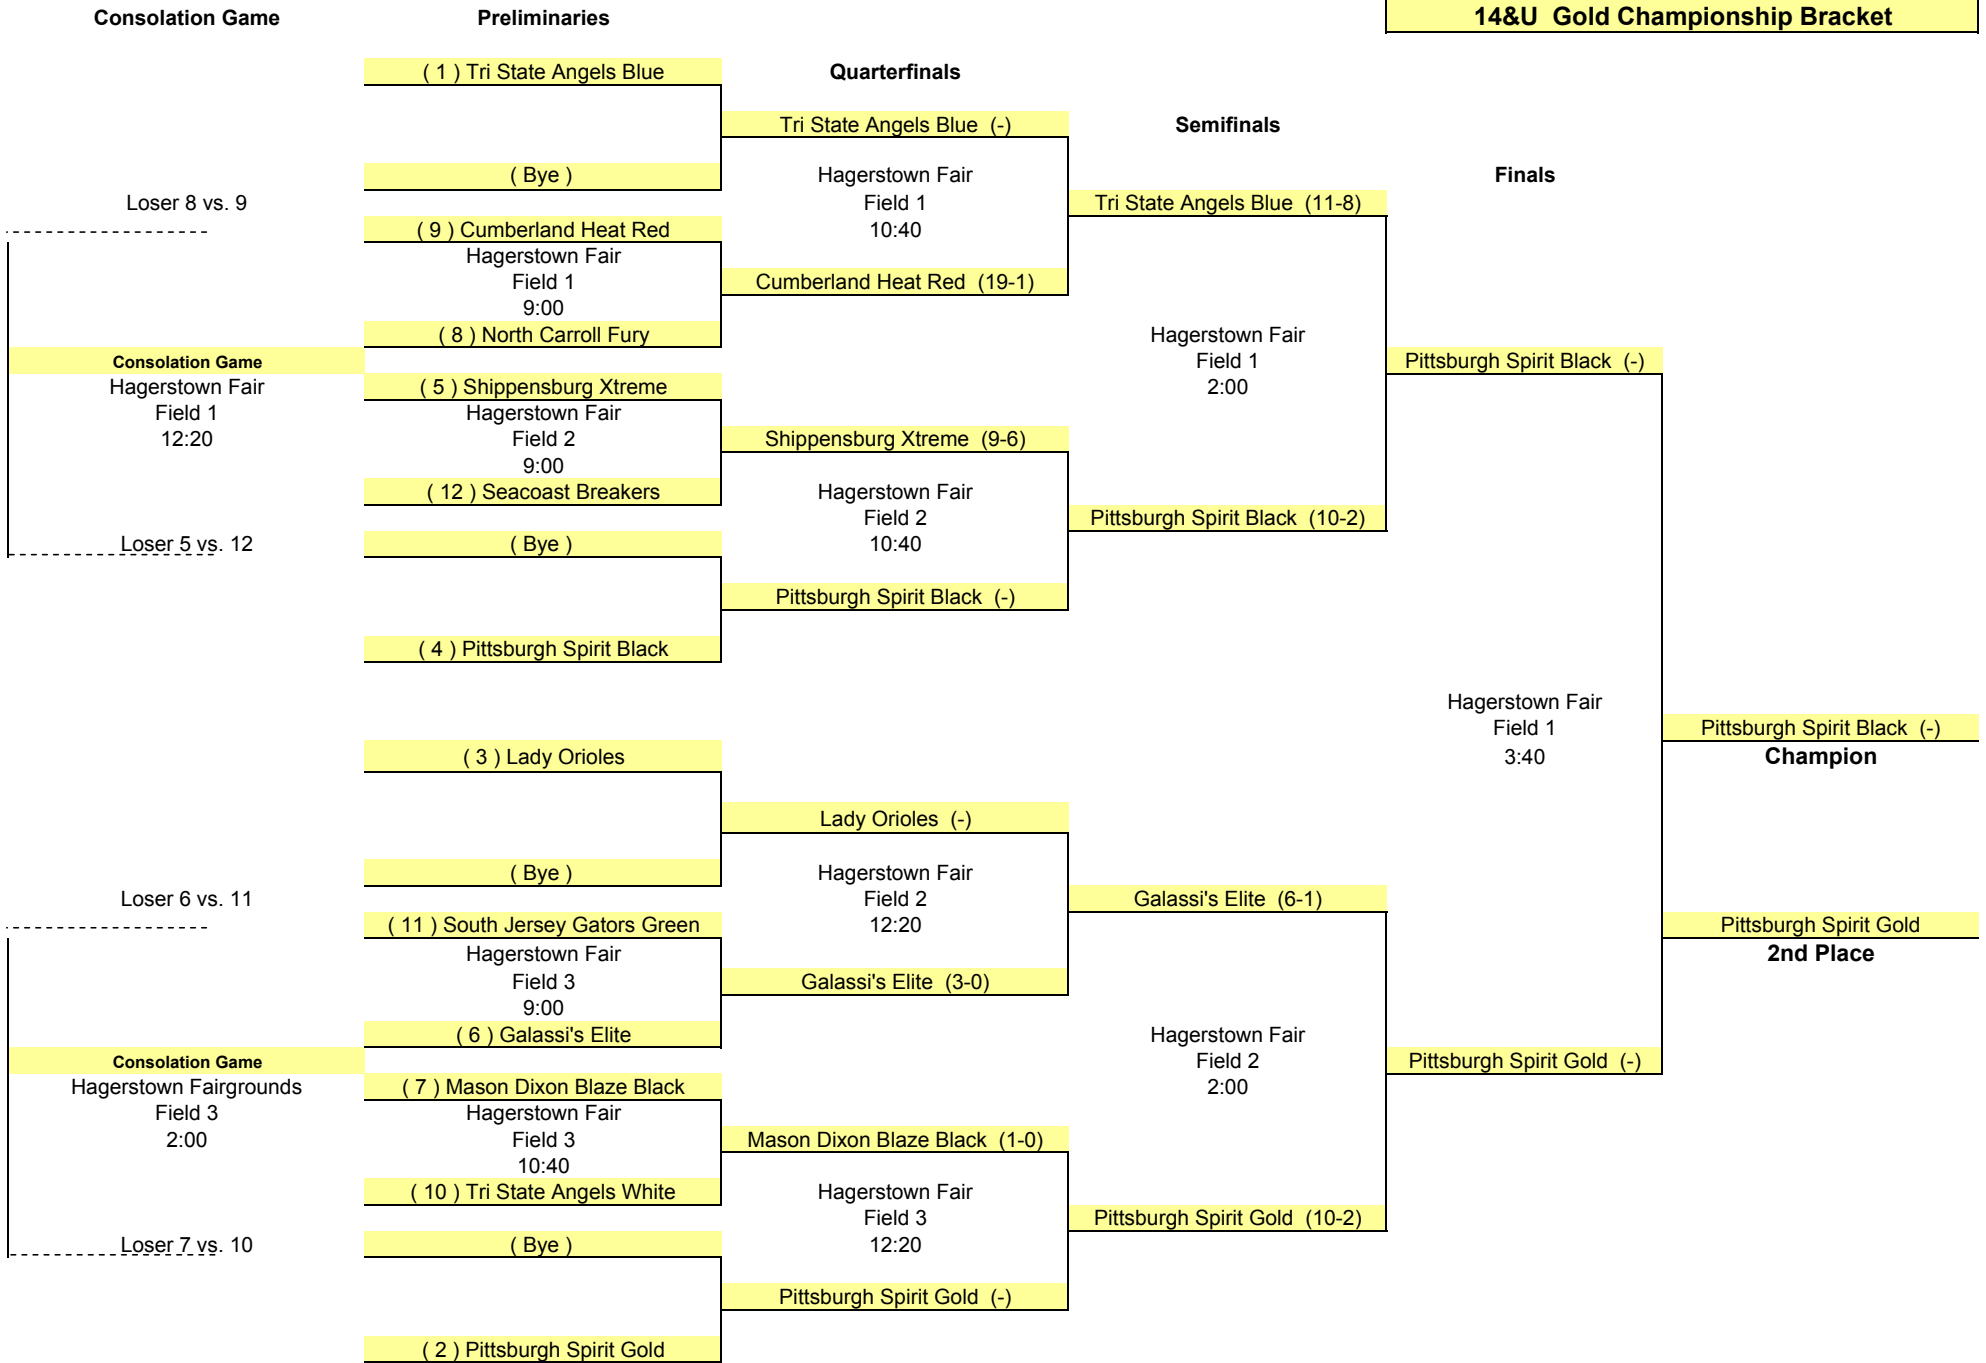 14&U  Gold Championship Bracket
Consolation Game
Preliminaries
( 1 ) Tri State Angels Blue
Quarterfinals
Tri State Angels Blue  (-)
Semifinals
( Bye )
Hagerstown Fair
Finals
Loser 8 vs. 9
Field 1
Tri State Angels Blue  (11-8)
( 9 ) Cumberland Heat Red
10:40
Hagerstown Fair
Field 1
Cumberland Heat Red  (19-1)
9:00
( 8 ) North Carroll Fury
Hagerstown Fair
Consolation Game
Field 1
Pittsburgh Spirit Black  (-)
Hagerstown Fair
( 5 ) Shippensburg Xtreme
2:00
Field 1
Hagerstown Fair
12:20
Field 2
Shippensburg Xtreme  (9-6)
9:00
( 12 ) Seacoast Breakers
Hagerstown Fair
Field 2
Pittsburgh Spirit Black  (10-2)
Loser 5 vs. 12
( Bye )
10:40
Pittsburgh Spirit Black  (-)
( 4 ) Pittsburgh Spirit Black
Hagerstown Fair
Field 1
Pittsburgh Spirit Black  (-)
( 3 ) Lady Orioles
3:40
Champion
Lady Orioles  (-)
( Bye )
Hagerstown Fair
Loser 6 vs. 11
Field 2
Galassi's Elite  (6-1)
( 11 ) South Jersey Gators Green
12:20
Pittsburgh Spirit Gold
Hagerstown Fair
2nd Place
Field 3
Galassi's Elite  (3-0)
9:00
( 6 ) Galassi's Elite
Hagerstown Fair
Consolation Game
Field 2
Pittsburgh Spirit Gold  (-)
Hagerstown Fairgrounds
( 7 ) Mason Dixon Blaze Black
2:00
Field 3
Hagerstown Fair
2:00
Field 3
Mason Dixon Blaze Black  (1-0)
10:40
( 10 ) Tri State Angels White
Hagerstown Fair
Field 3
Pittsburgh Spirit Gold  (10-2)
Loser 7 vs. 10
( Bye )
12:20
Pittsburgh Spirit Gold  (-)
( 2 ) Pittsburgh Spirit Gold